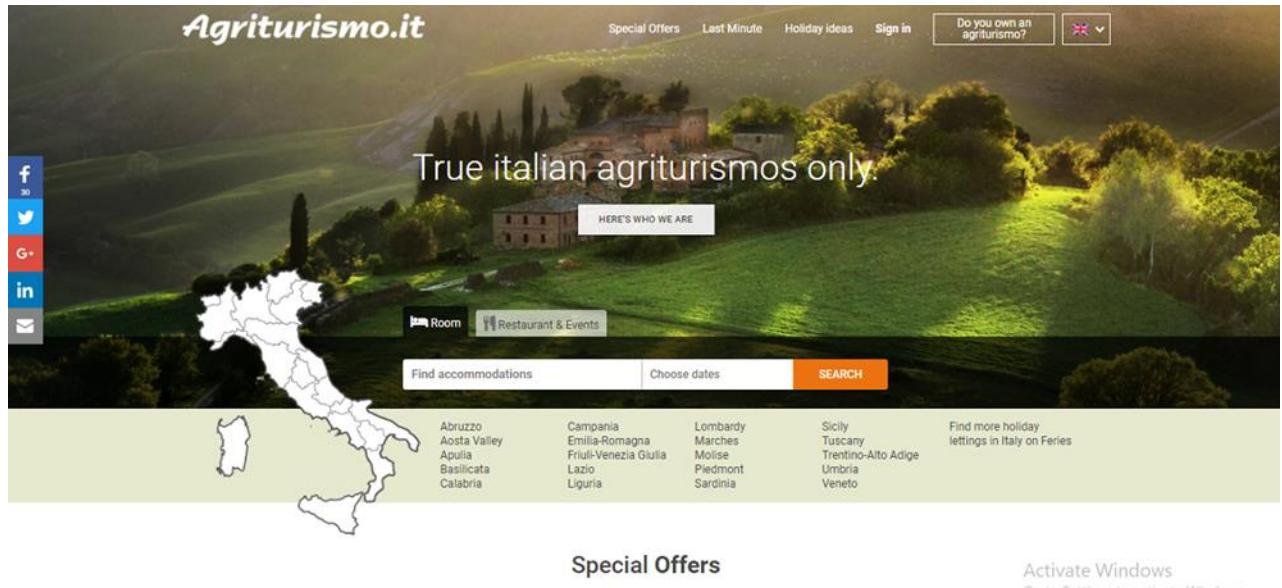 Agriturismo.it
Special Offers
Last Minute
Holiday ideas
Sign in
Do you own an
agriturismo?
True italian agriturismos only.
HERE'S WHO WE ARE
f
30
G+
in
Room
Restaurant & Events
Find accommodations
Choose dates
SEARCH
Abruzzo
Aosta Valley
Apulia
Basilicata
Calabria
Campania
Emilia-Romagna
Friuli-Venezia Giulia
Lazio
Liguria
Lombardy
Marches
Molise
Piedmont
Sardinia
Sicily
Tuscany
Trentino-Alto Adige
Umbria
Veneto
Find more holiday
lettings in Italy on Feries
Special Offers
Activate Windows